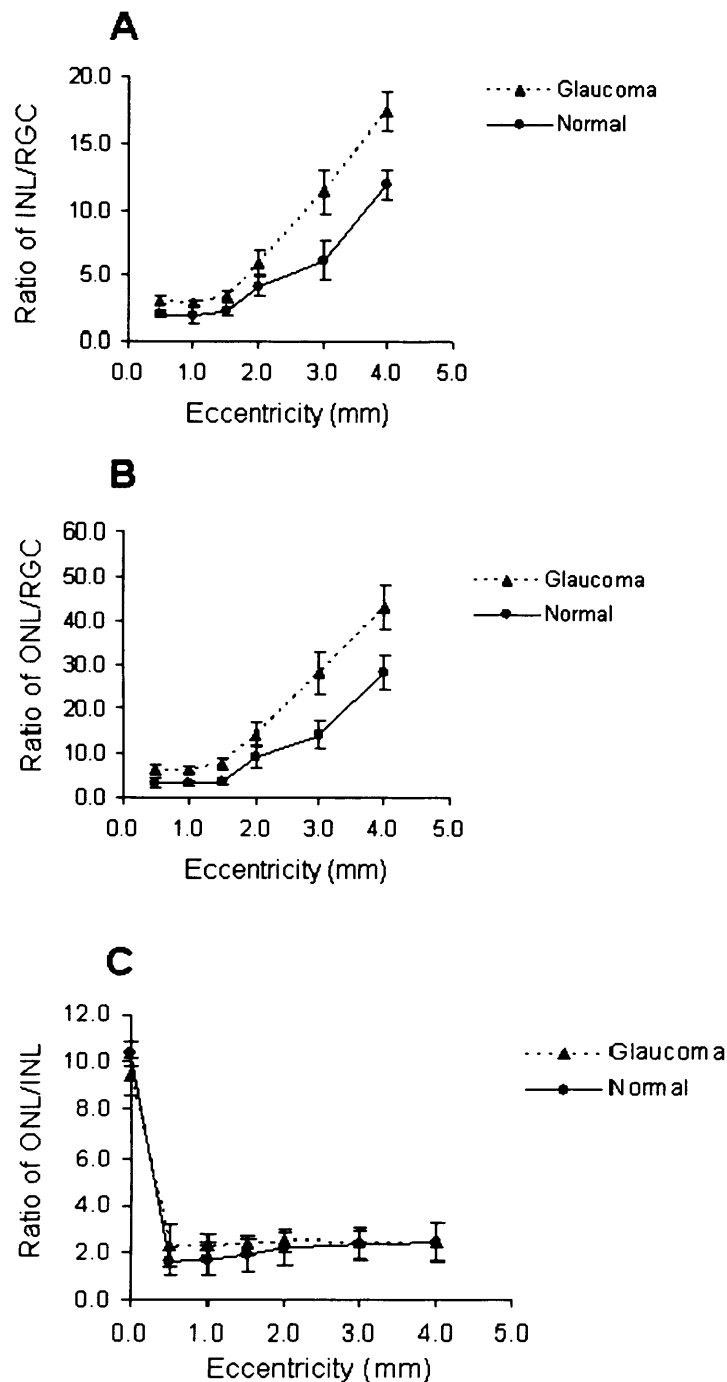 A
Ratio of INL/RGC
20.0
15.0
10.0
5.0
0.0
0.0 1.0 2.0 3.0 4.0 5.0
Eccentricity (mm)
Glaucoma
Normal
B
Ratio of ONL/RGC
60.0
50.0
40.0
30.0
20.0
10.0
0.0
0.0 1.0 2.0 3.0 4.0 5.0
Eccentricity (mm)
Glaucoma
Normal
C
Ratio of ONL/INL
12.0
10.0
8.0
6.0
4.0
2.0
0.0
0.0 1.0 2.0 3.0 4.0 5.0
Eccentricity (mm)
Glaucoma
Normal